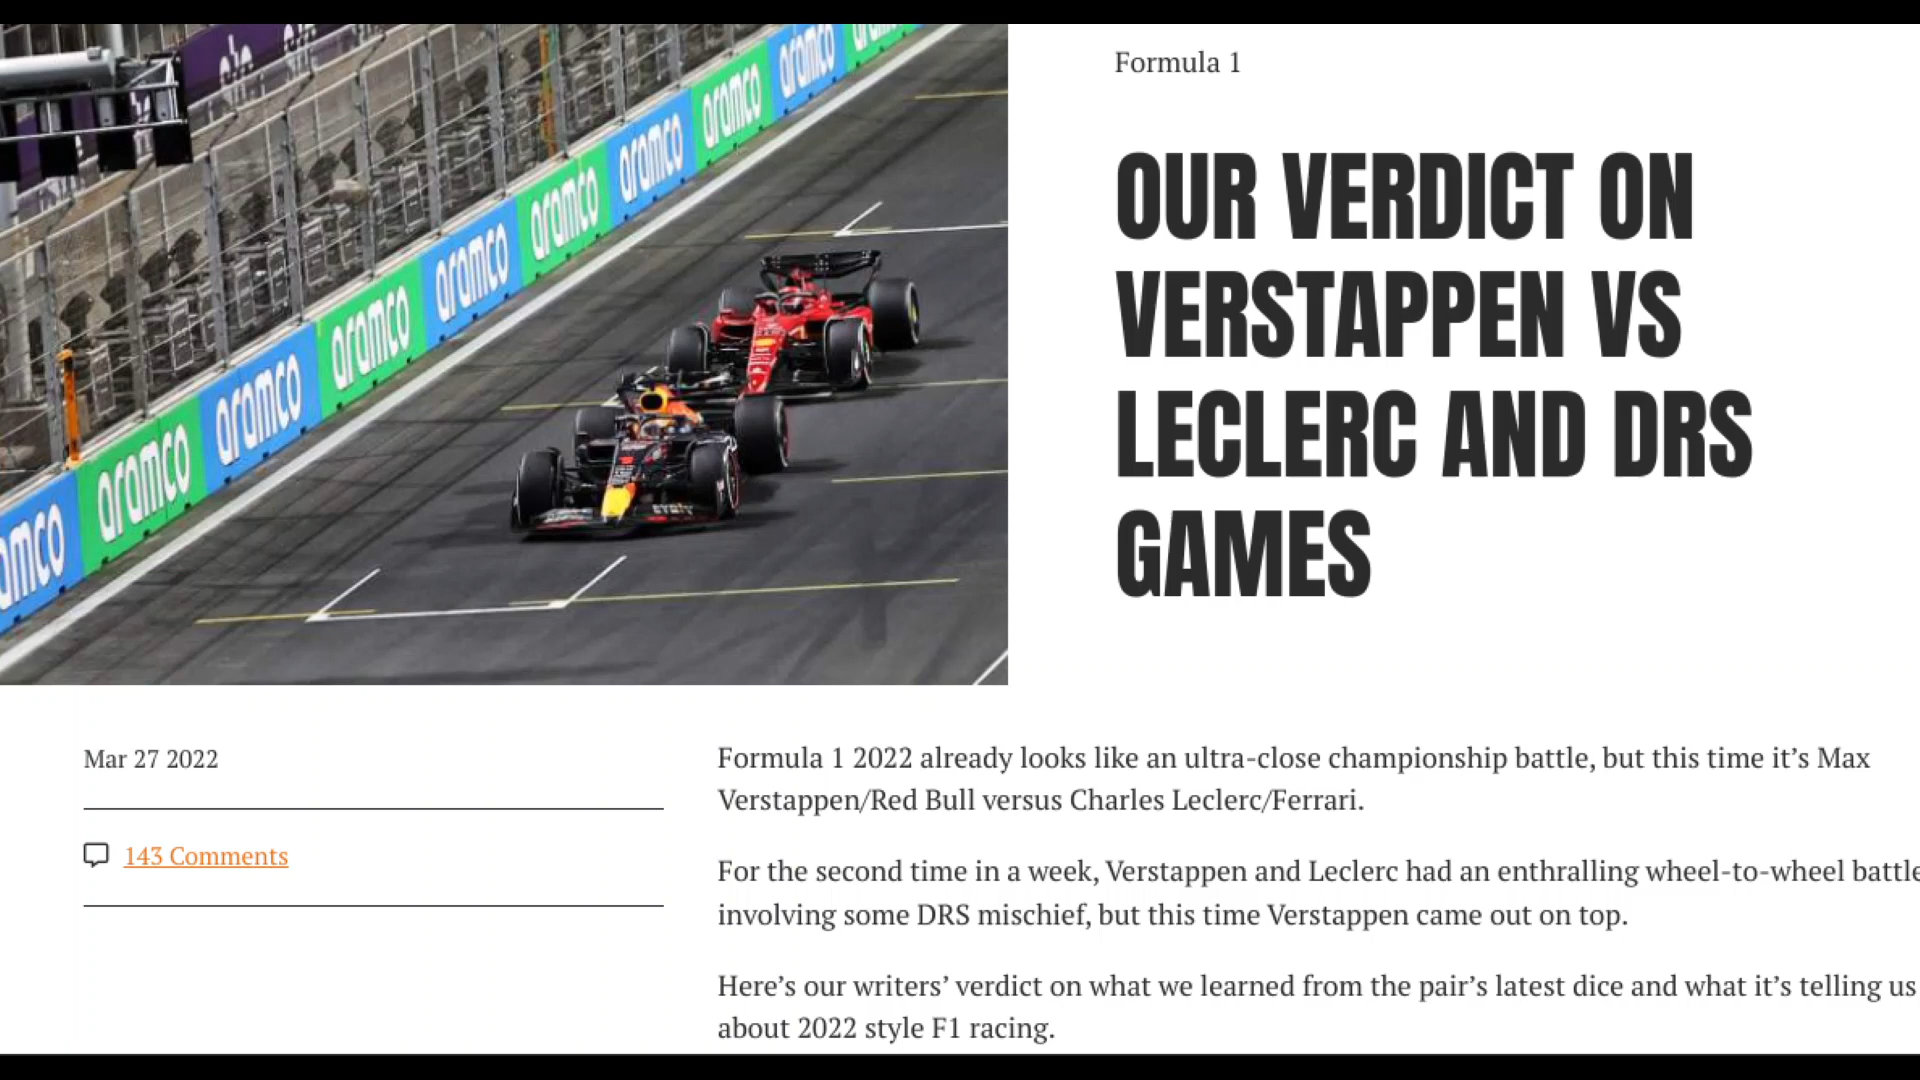 Formula 1
OUR VERDICT ON
VERSTAPPEN VS
LECLERC AND DRS
GAMES
aramco
aramco
aramco
aramco
aramco
aramco
aramco
aramco
aramco
aramco
amco
Mar 27 2022
143 Comments
Formula 1 2022 already looks like an ultra-close championship battle, but this time it’s Max
Verstappen/Red Bull versus Charles Leclerc/Ferrari.
For the second time in a week, Verstappen and Leclerc had an enthralling wheel-to-wheel battle
involving some DRS mischief, but this time Verstappen came out on top.
Here’s our writers’ verdict on what we learned from the pair’s latest dice and what it’s telling us
about 2022 style F1 racing.